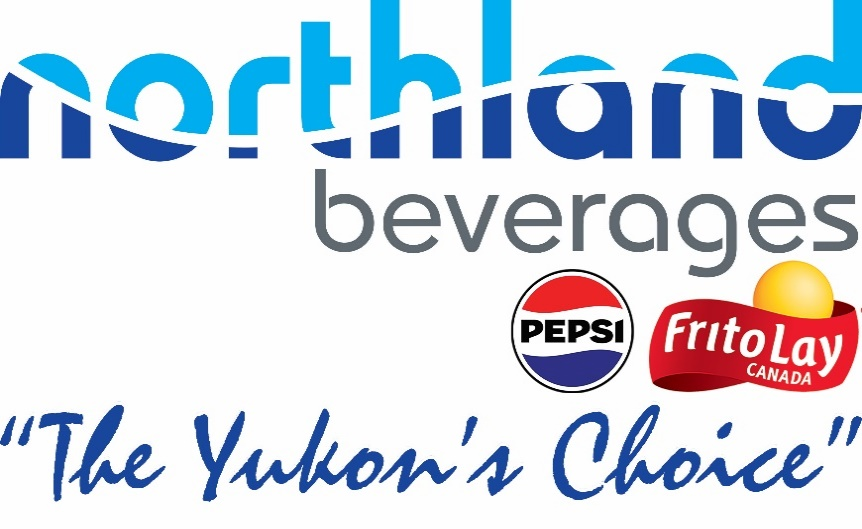 northland
beverages
PEPSI
FritoLay
CANADA
"The Yukon's Choice"